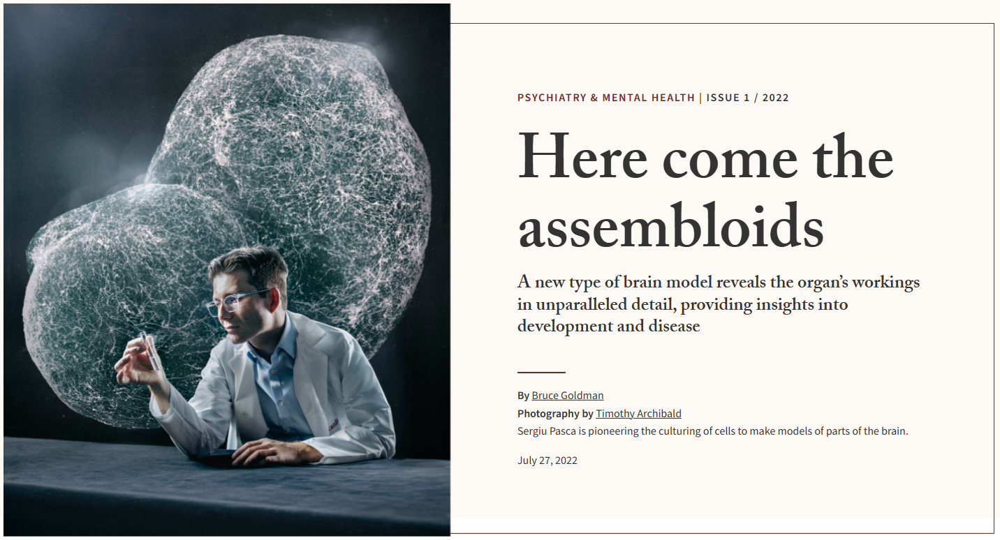 PSYCHIATRY & MENTAL HEALTH | ISSUE 1 / 2022
Here come the
assembloids
A new type of brain model reveals the organ’s workings
in unparalleled detail, providing insights into
development and disease
By Bruce Goldman
Photography by Timothy Archibald
Sergiu Pasca is pioneering the culturing of cells to make models of parts of the brain.
July 27, 2022